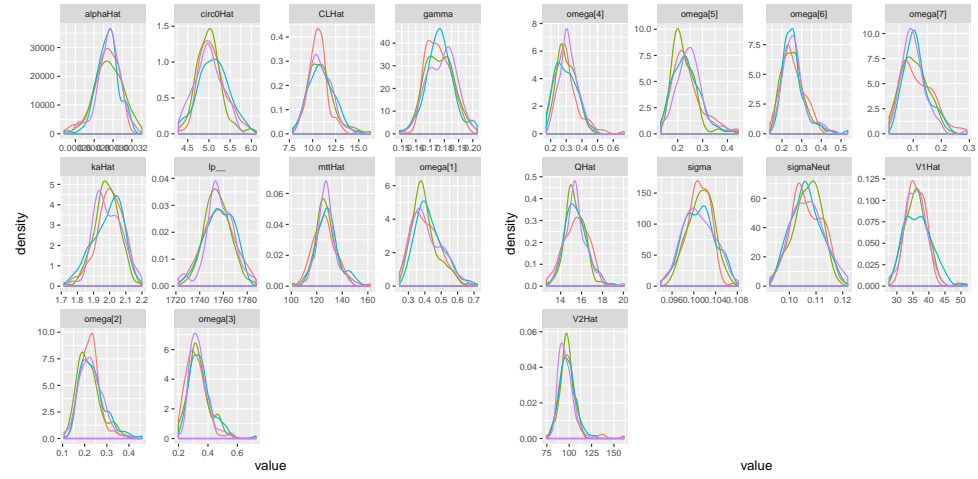 alphaHat circ0Hat CLHat gamma omega[4] omega[5] omega[6] omega[7]
30000 1.5 0.4 40 8 10.0 8 10.0
20000 1.0 0.3 30 6 7.5 6 7.5
10000 0.5 0.2 20 4 5.0 4 5.0
0 0.0 0.1 10 2 2.5 2 2.5
0.0 0 0 0.0 0 0.0
4.5 5.0 5.5 6.0 7.5 10.0 12.5 15.0 0.2 0.3 0.4 0.5 0.6 0.2 0.4 0.2 0.3 0.4 0.5 0.1 0.2 0.3
kaHat lp__ mttHat omega[1] QHat sigma sigmaNeut V1Hat
5 0.04 0.06 6 0.5 150 60 0.125
4 0.03 0.04 4 0.4 100 40 0.100
3 0.02 0.02 2 0.3 50 20 0.075
2 0.01 0.00 0 0.2 0 0 0.050
1 0.00 0.1 0.025
0 0.0 0.000
1.7 1.8 1.9 2.0 2.1 2.2 1720 1740 1760 1780 100 120 140 160 0.3 0.4 0.5 0.6 0.7 14 16 18 20 0.096 0.100 0.104 0.108 0.10 0.11 0.12 30 35 40 45 50
density
density
omega[2] omega[3] V2Hat
10.0 6 0.06
7.5 4 0.04
5.0 2 0.02
2.5 0 0.00
0.0
0.1 0.2 0.3 0.4 0.2 0.4 0.6 75 100 125 150
value value